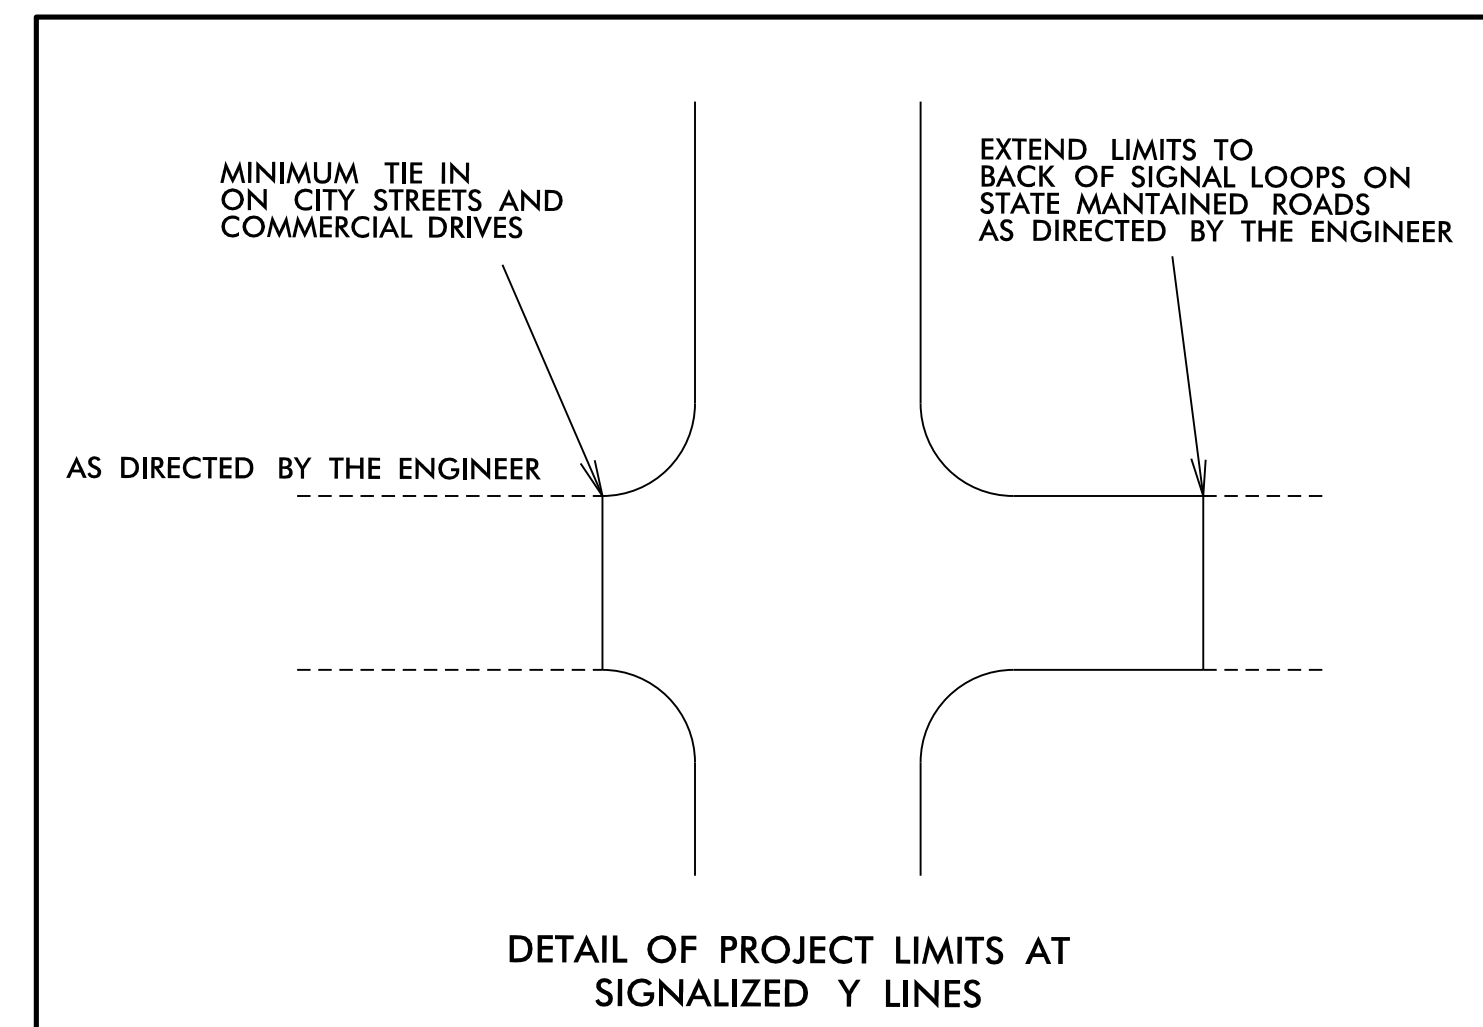 MINIMUM TIE IN
ON CITY STREETS AND
COMMERCIAL DRIVES
EXTEND LIMITS TO
BACK OF SIGNAL LOOPS ON
STATE MANTAINED ROADS
AS DIRECTED BY THE ENGINEER
AS DIRECTED BY THE ENGINEER
DETAIL OF PROJECT LIMITS AT
SIGNALIZED Y LINES